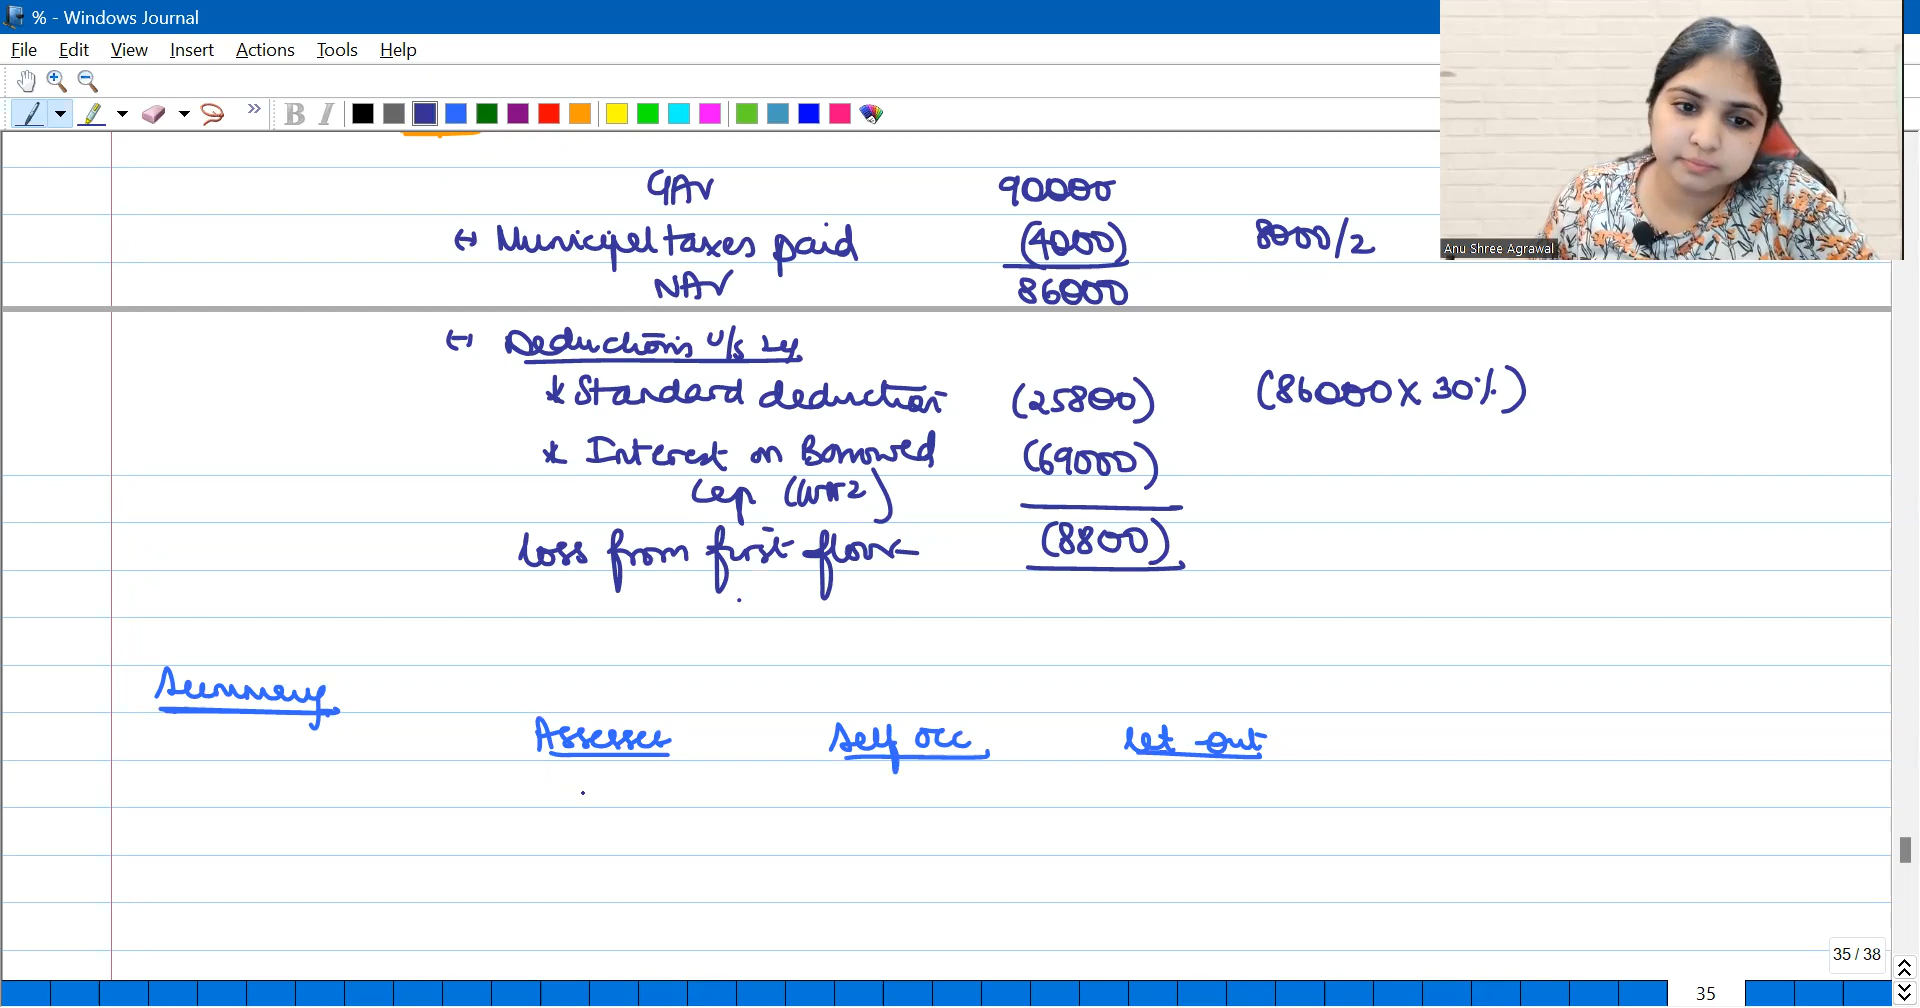 % - Windows Journal
File Edit View Insert Actions Tools Help
B I
Anu Shree Agrawal
GAV 90000
(-) Municipal taxes paid (4000) 8000/2
NAV 86000
(-) Deductions u/s 24
* Standard deduction (25800) (86000 x 30%)
* Interest on Borrowed (69000)
Cap (WN2)
Loss from first floor (8800)
Summary
Assessee Self occ. Let out
35 / 38
35